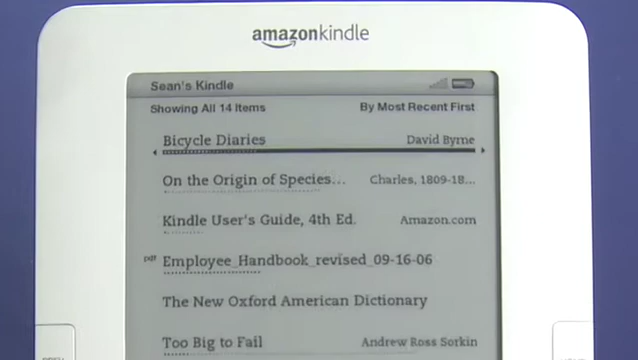 amazonkindle
Sean's Kindle
Showing All 14 Items By Most Recent First
Bicycle Diaries David Byrne
On the Origin of Species... Charles, 1809-18...
Kindle User's Guide, 4th Ed. Amazon.com
pdf Employee_Handbook_revised_09-16-06
The New Oxford American Dictionary
Too Big to Fail Andrew Ross Sorkin